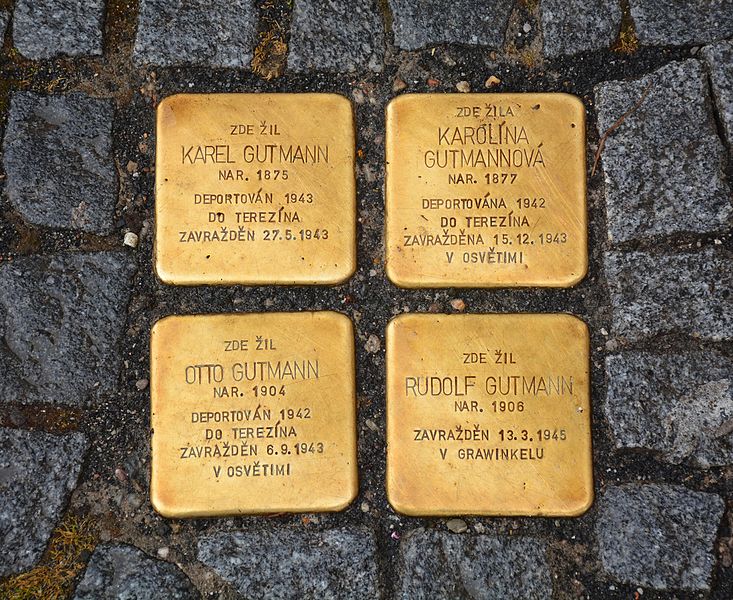 ZDE ŽIL
KAREL GUTMANN
NAR. 1875
DEPORTOVÁN 1943
DO TEREZÍNA
ZAVRAŽDĚN 27.5.1943
ZDE ŽILA
KAROLÍNA
GUTMANNOVÁ
NAR. 1877
DEPORTOVÁNA 1942
DO TEREZÍNA
ZAVRAŽDĚNA 15.12.1943
V OSVĚTIMI
ZDE ŽIL
OTTO GUTMANN
NAR. 1904
DEPORTOVÁN 1942
DO TEREZÍNA
ZAVRAŽDĚN 6.9.1943
V OSVĚTIMI
ZDE ŽIL
RUDOLF GUTMANN
NAR. 1906
ZAVRAŽDĚN 13.3.1945
V GRAWINKELU